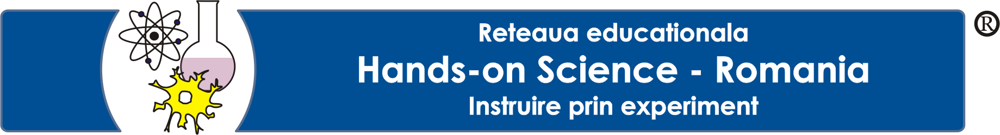 Reteaua educationala
Hands-on Science - Romania
Instruire prin experiment
®